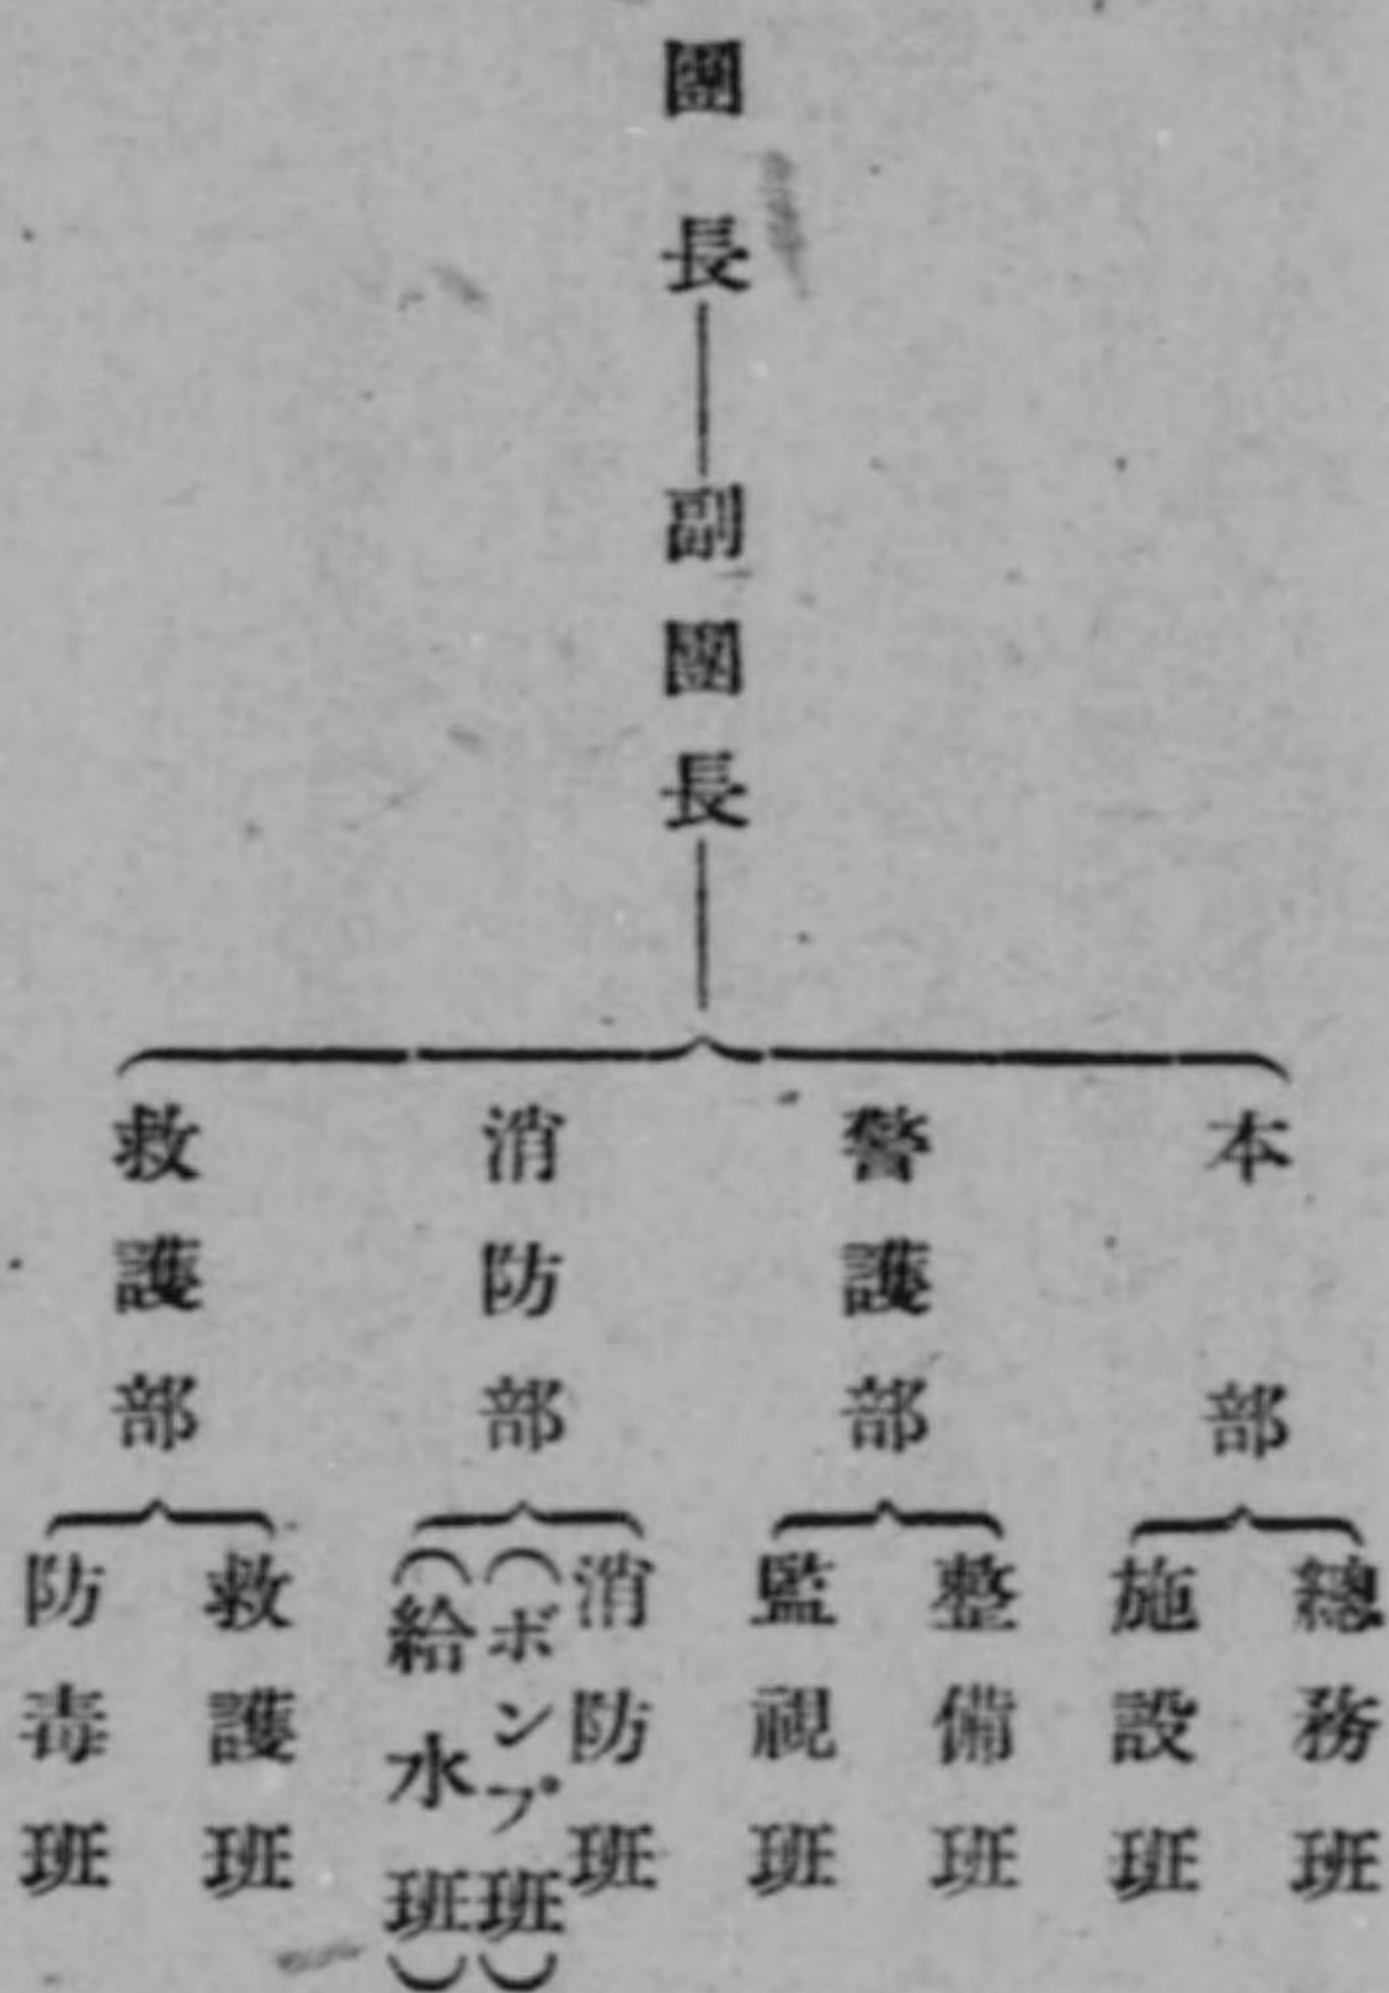 團長
副團長
本部
警護部
消防部
救護部
總務班
施設班
整備班
監視班
消防班
（ポンプ班）
（給水班）
救護班
防毒班